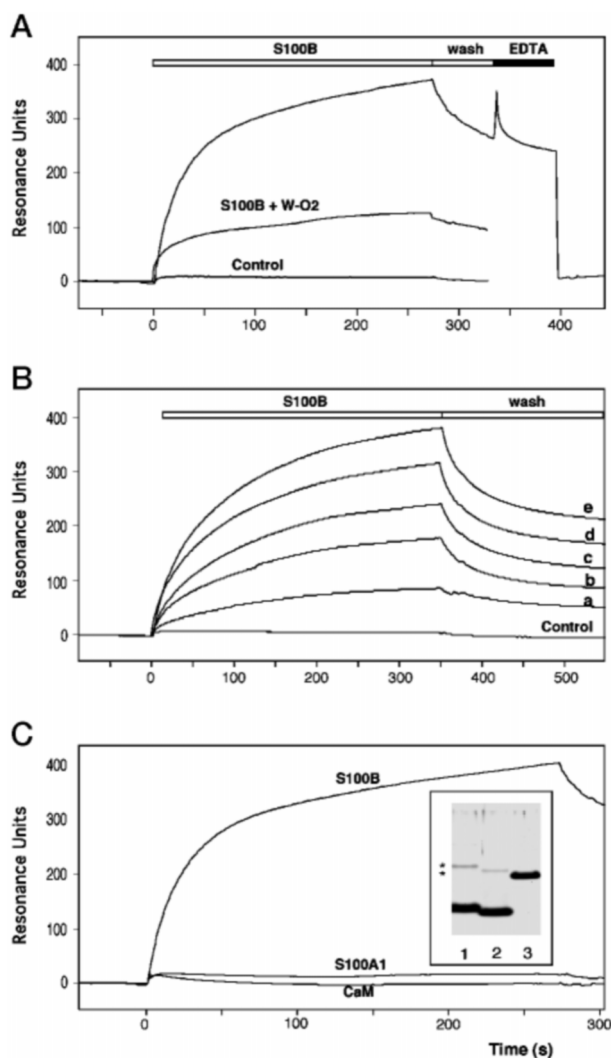 A
S100B wash EDTA
400
300
200
100
0
Resonance Units
S100B + W-O2
Control
0 100 200 300 400
B
S100B wash
400
300
200
100
0
Resonance Units
e
d
c
b
a
Control
0 100 200 300 400 500
C
400
300
200
100
0
Resonance Units
S100B
**
1 2 3
S100A1
CaM
0 100 200 300
Time (s)